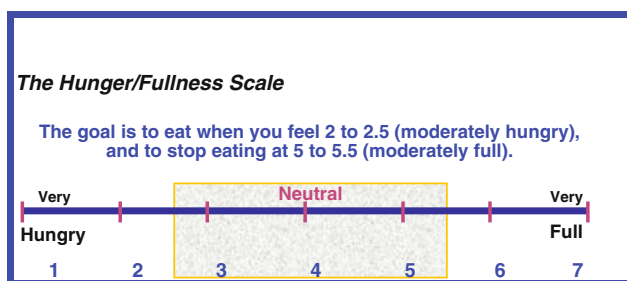 The Hunger/Fullness Scale
The goal is to eat when you feel 2 to 2.5 (moderately hungry),
and to stop eating at 5 to 5.5 (moderately full).
Very Neutral Very
Hungry Full
1 2 3 4 5 6 7